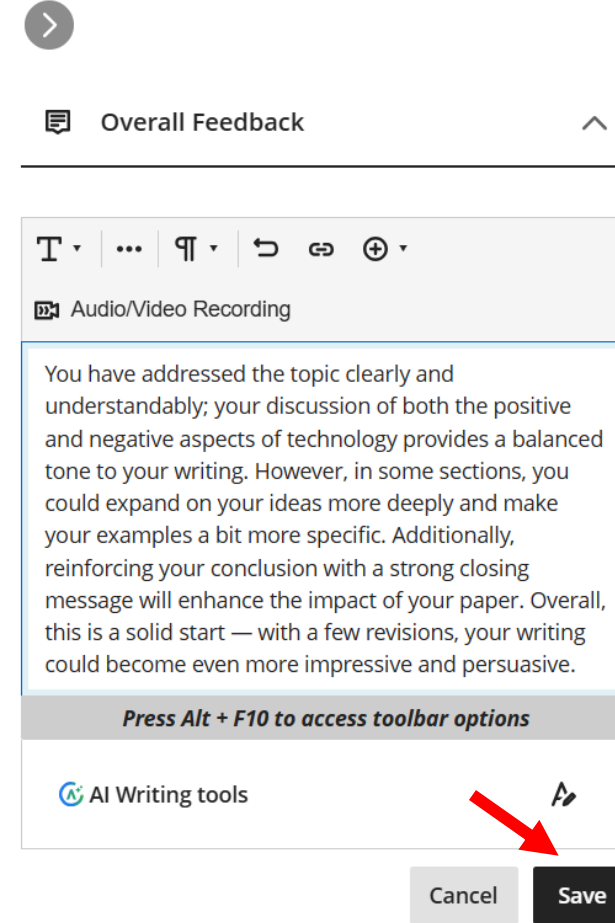 Overall Feedback
Audio/Video Recording
You have addressed the topic clearly and
understandably; your discussion of both the positive
and negative aspects of technology provides a balanced
tone to your writing. However, in some sections, you
could expand on your ideas more deeply and make
your examples a bit more specific. Additionally,
reinforcing your conclusion with a strong closing
message will enhance the impact of your paper. Overall,
this is a solid start — with a few revisions, your writing
could become even more impressive and persuasive.
Press Alt + F10 to access toolbar options
AI Writing tools
Cancel
Save